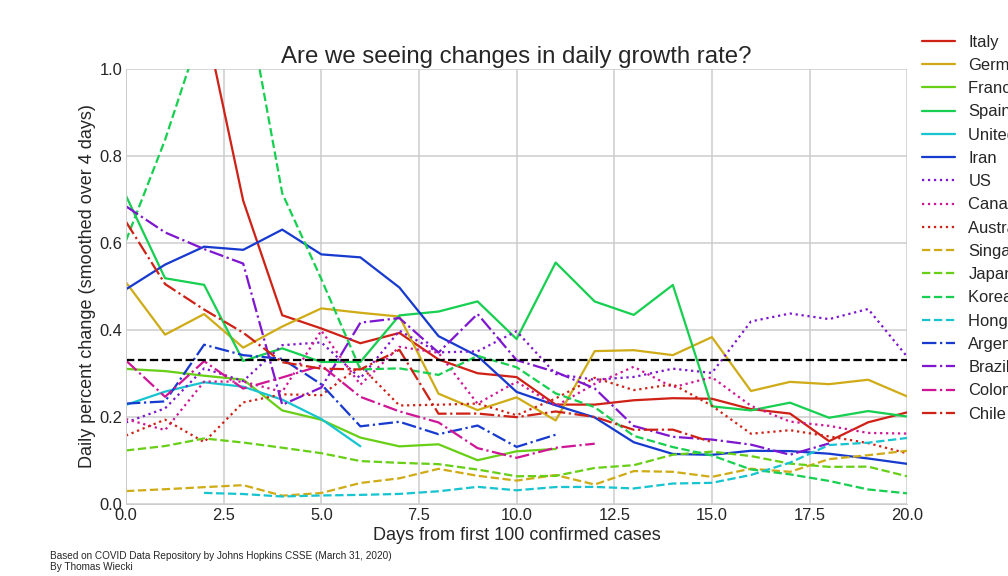 Are we seeing changes in daily growth rate?
Daily percent change (smoothed over 4 days)
1.0
0.8
0.6
0.4
0.2
0.0
0.0 2.5 5.0 7.5 10.0 12.5 15.0 17.5 20.0
Days from first 100 confirmed cases
Italy
Germ
Franc
Spain
United
Iran
US
Cana
Austra
Singa
Japan
Korea
Hong
Argen
Brazil
Colom
Chile
Based on COVID Data Repository by Johns Hopkins CSSE (March 31, 2020)
By Thomas Wiecki